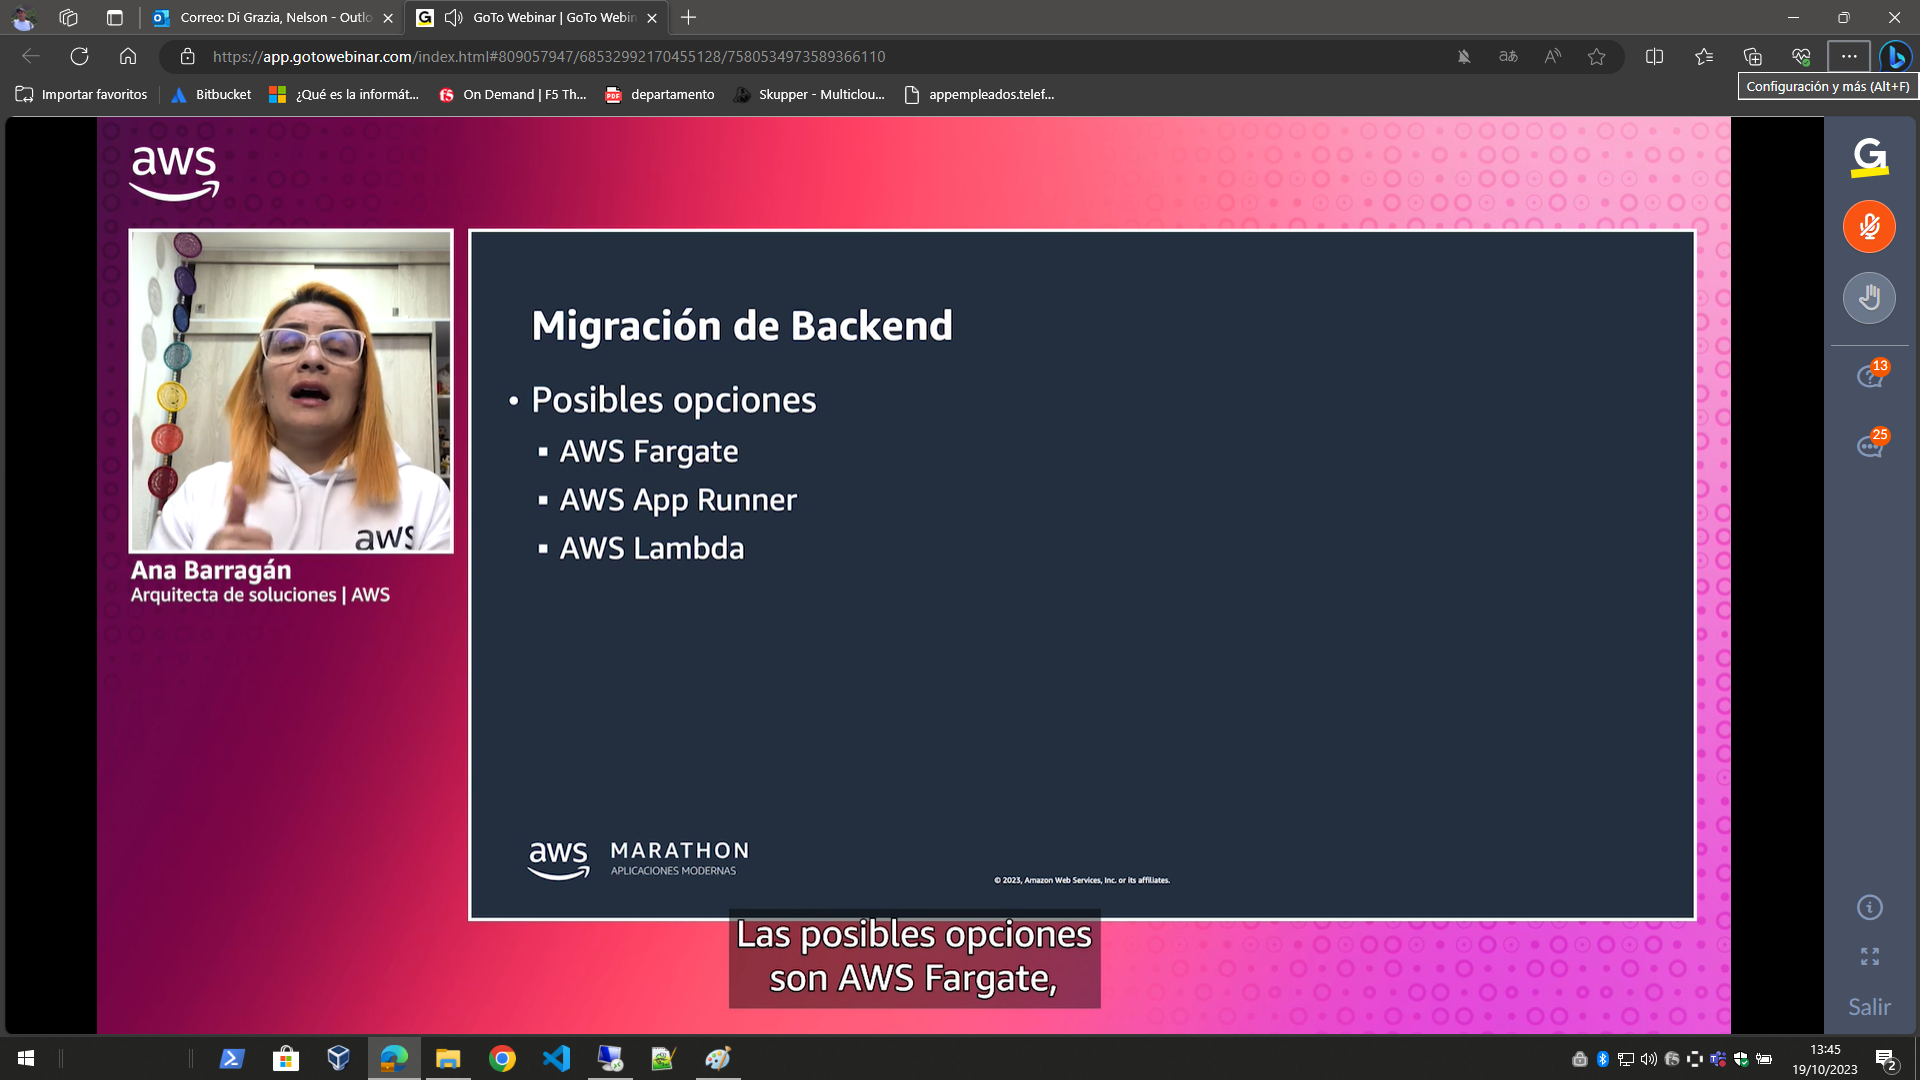 Correo: Di Grazia, Nelson - Outlo
GoTo Webinar | GoTo Webin
https://app.gotowebinar.com/index.html#809057947/68532992170455128/7580534973589366110
Importar favoritos
Bitbucket
¿Qué es la informát...
On Demand | F5 Th...
departamento
Skupper - Multiclou...
appempleados.telef...
Configuración y más (Alt+F)
aws
G
aws
Ana Barragán
Arquitecta de soluciones | AWS
Migración de Backend
• Posibles opciones
▪ AWS Fargate
▪ AWS App Runner
▪ AWS Lambda
aws MARATHON
APLICACIONES MODERNAS
© 2023, Amazon Web Services, Inc. or its affiliates.
Las posibles opciones
son AWS Fargate,
13
25
Salir
13:45
19/10/2023
2